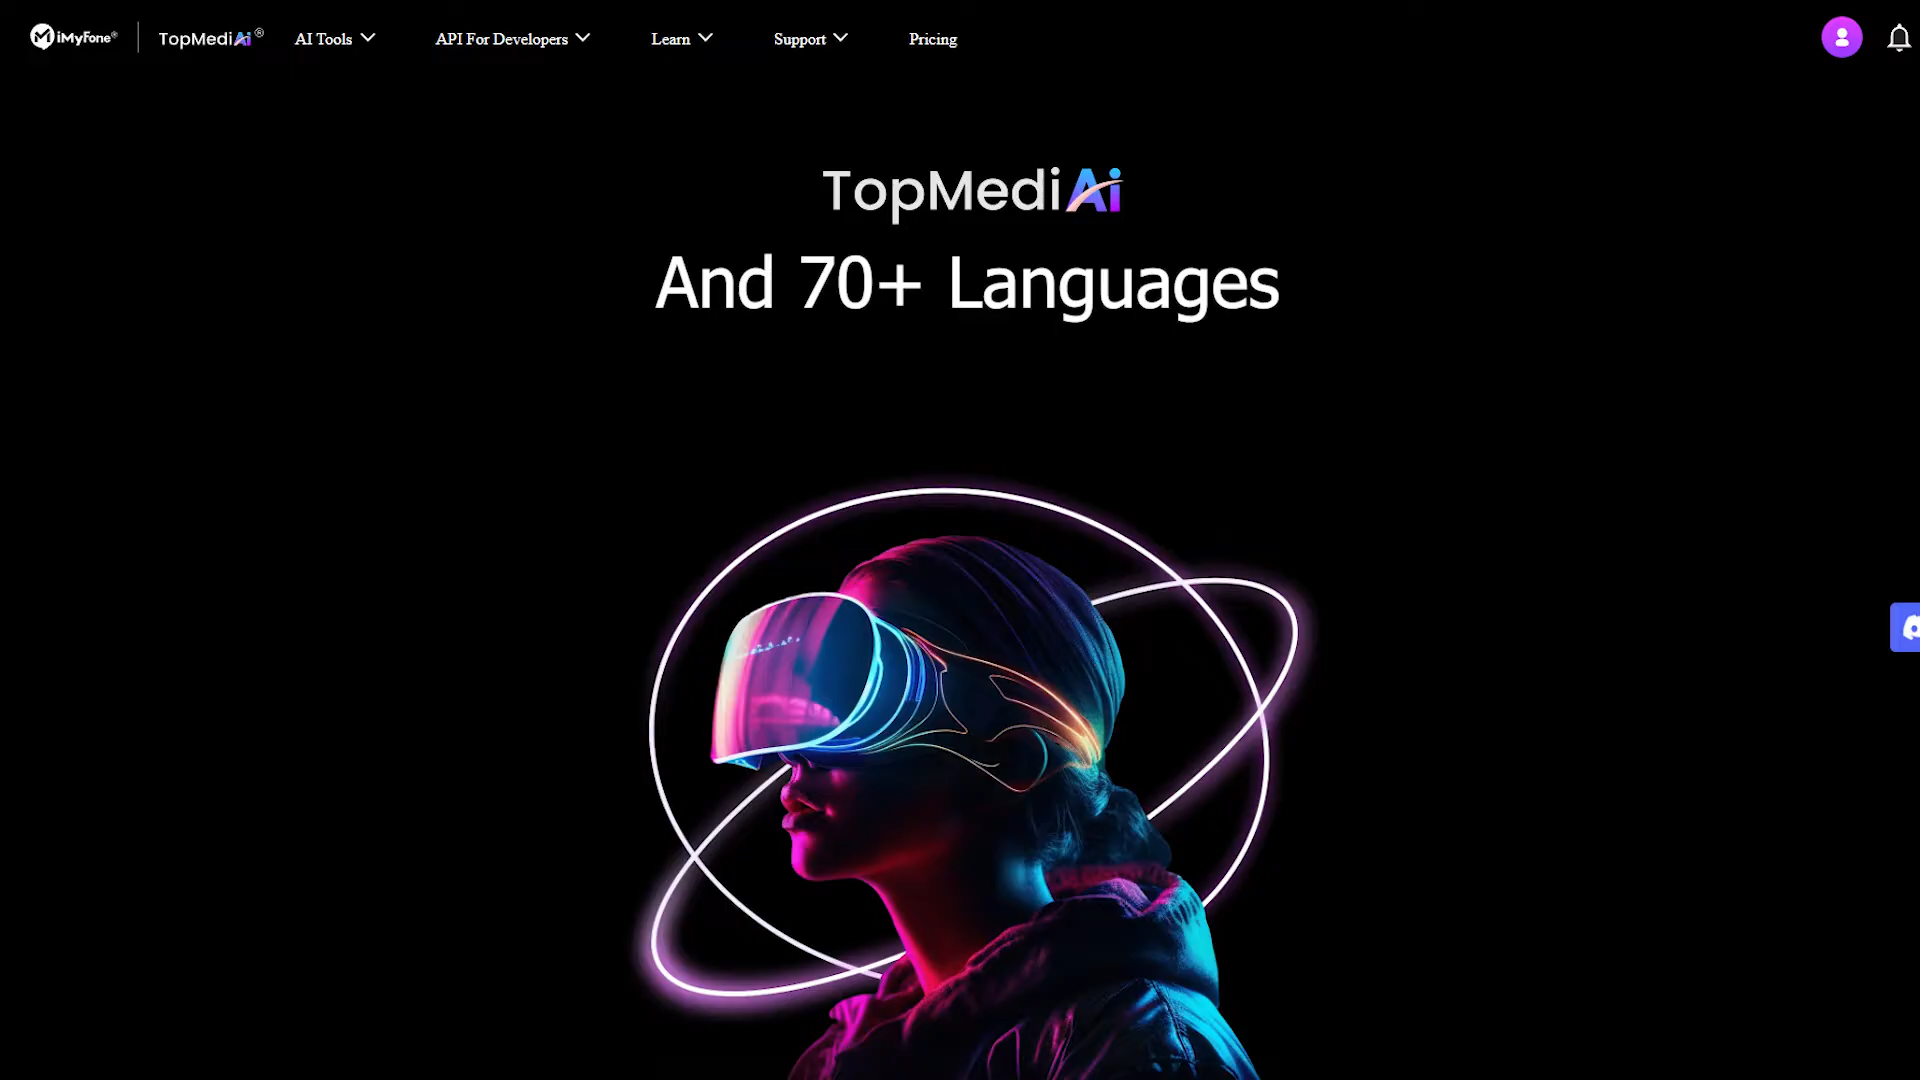 iMyFone®
TopMediAi®
AI Tools
API For Developers
Learn
Support
Pricing
TopMediAi
And 70+ Languages